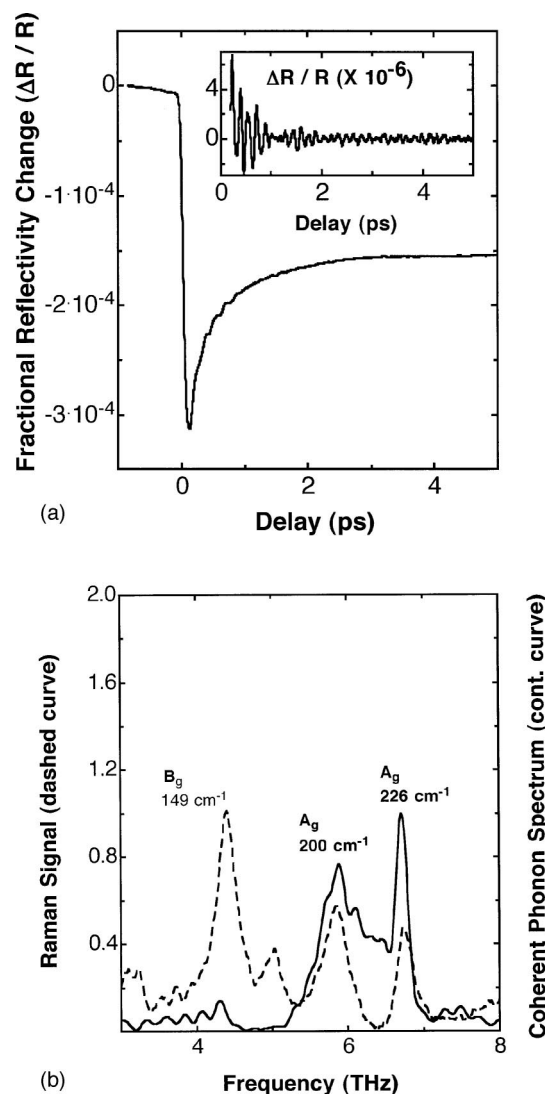 Fractional Reflectivity Change (ΔR / R)
0
-1·10-4
-2·10-4
-3·10-4
ΔR / R (X 10-6)
4
0
0
2
4
Delay (ps)
0
2
4
Delay (ps)
(a)
Raman Signal (dashed curve)
Coherent Phonon Spectrum (cont. curve)
2.0
1.6
1.2
0.8
0.4
Bg
149 cm-1
Ag
200 cm-1
Ag
226 cm-1
4
6
8
Frequency (THz)
(b)